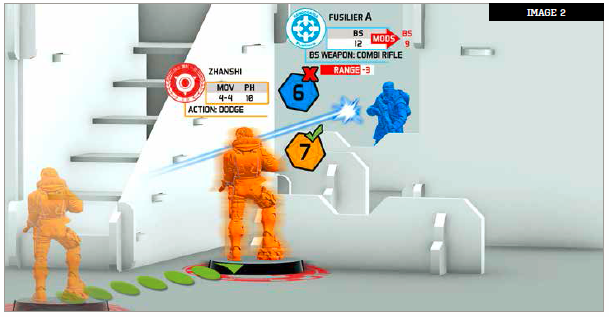 IMAGE 2
FUSILIER A
BS
12
MODS
BS
9
BS WEAPON: COMBI RIFLE
RANGE -3
ZHANSHI
MOV PH
4-4 10
ACTION: DODGE
6
7